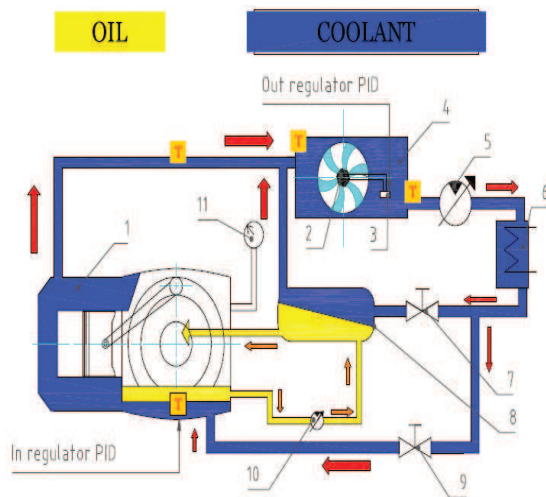 OIL
COOLANT
Out regulator PID
T
T
4
5
T
6
11
2
3
1
7
8
T
10
9
In regulator PID